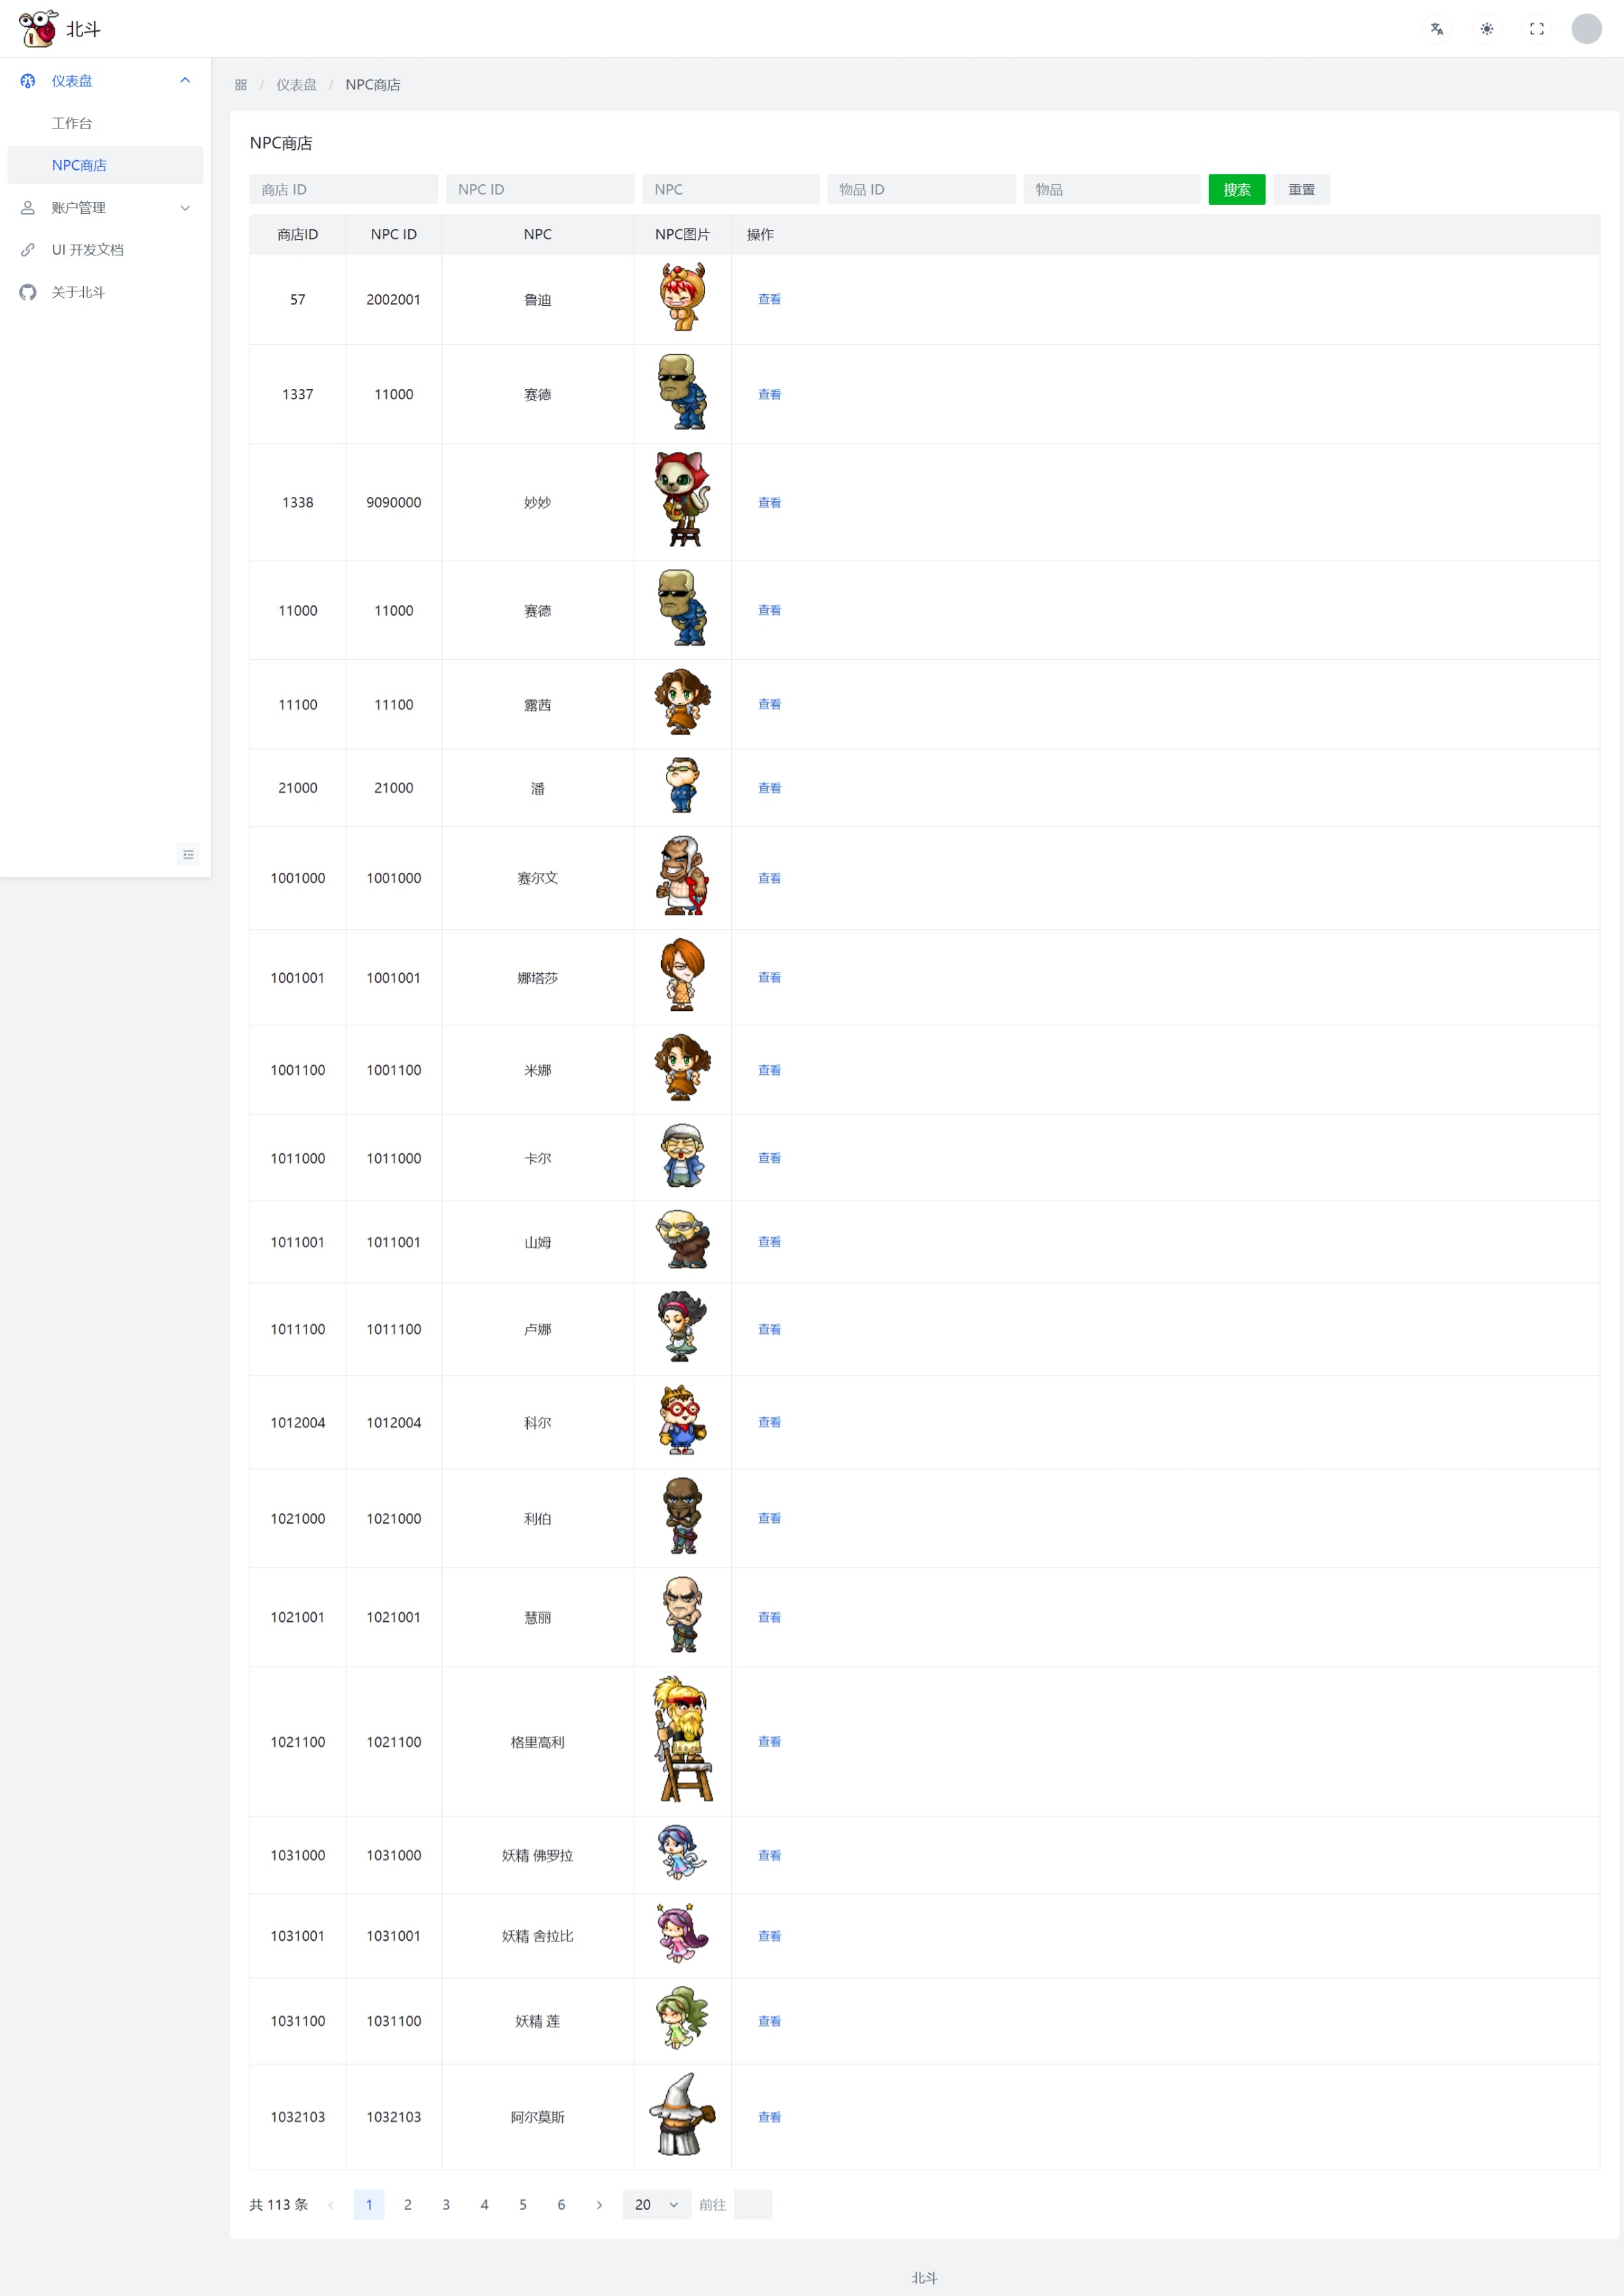 北斗
仪表盘
工作台
NPC商店
账户管理
UI 开发文档
关于北斗
/ 仪表盘 / NPC商店
NPC商店
商店 ID NPC ID NPC 物品 ID 物品 搜索 重置
商店ID NPC ID NPC NPC图片 操作
57 2002001 鲁迪 查看
1337 11000 赛德 查看
1338 9090000 妙妙 查看
11000 11000 赛德 查看
11100 11100 露茜 查看
21000 21000 潘 查看
1001000 1001000 赛尔文 查看
1001001 1001001 娜塔莎 查看
1001100 1001100 米娜 查看
1011000 1011000 卡尔 查看
1011001 1011001 山姆 查看
1011100 1011100 卢娜 查看
1012004 1012004 科尔 查看
1021000 1021000 利伯 查看
1021001 1021001 慧丽 查看
1021100 1021100 格里高利 查看
1031000 1031000 妖精 佛罗拉 查看
1031001 1031001 妖精 舍拉比 查看
1031100 1031100 妖精 莲 查看
1032103 1032103 阿尔莫斯 查看
共 113 条 1 2 3 4 5 6 20 前往
北斗